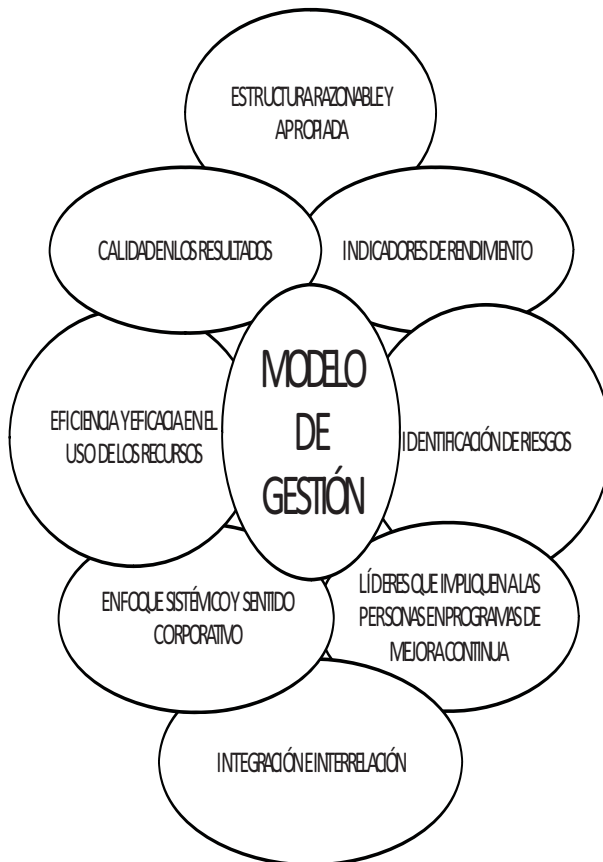 ESTRUCTURA RAZONABLE Y
APROPIADA
CALIDAD EN LOS RESULTADOS
INDICADORES DE RENDIMIENTO
MODELO
DE
GESTIÓN
EFICIENCIA Y EFICACIA EN EL
USO DE LOS RECURSOS
IDENTIFICACIÓN DE RIESGOS
ENFOQUE SISTÉMICO Y SENTIDO
CORPORATIVO
LÍDERES QUE IMPLIQUEN A LAS
PERSONAS EN PROGRAMAS DE
MEJORA CONTINUA
INTEGRACIÓN E INTERRELACIÓN